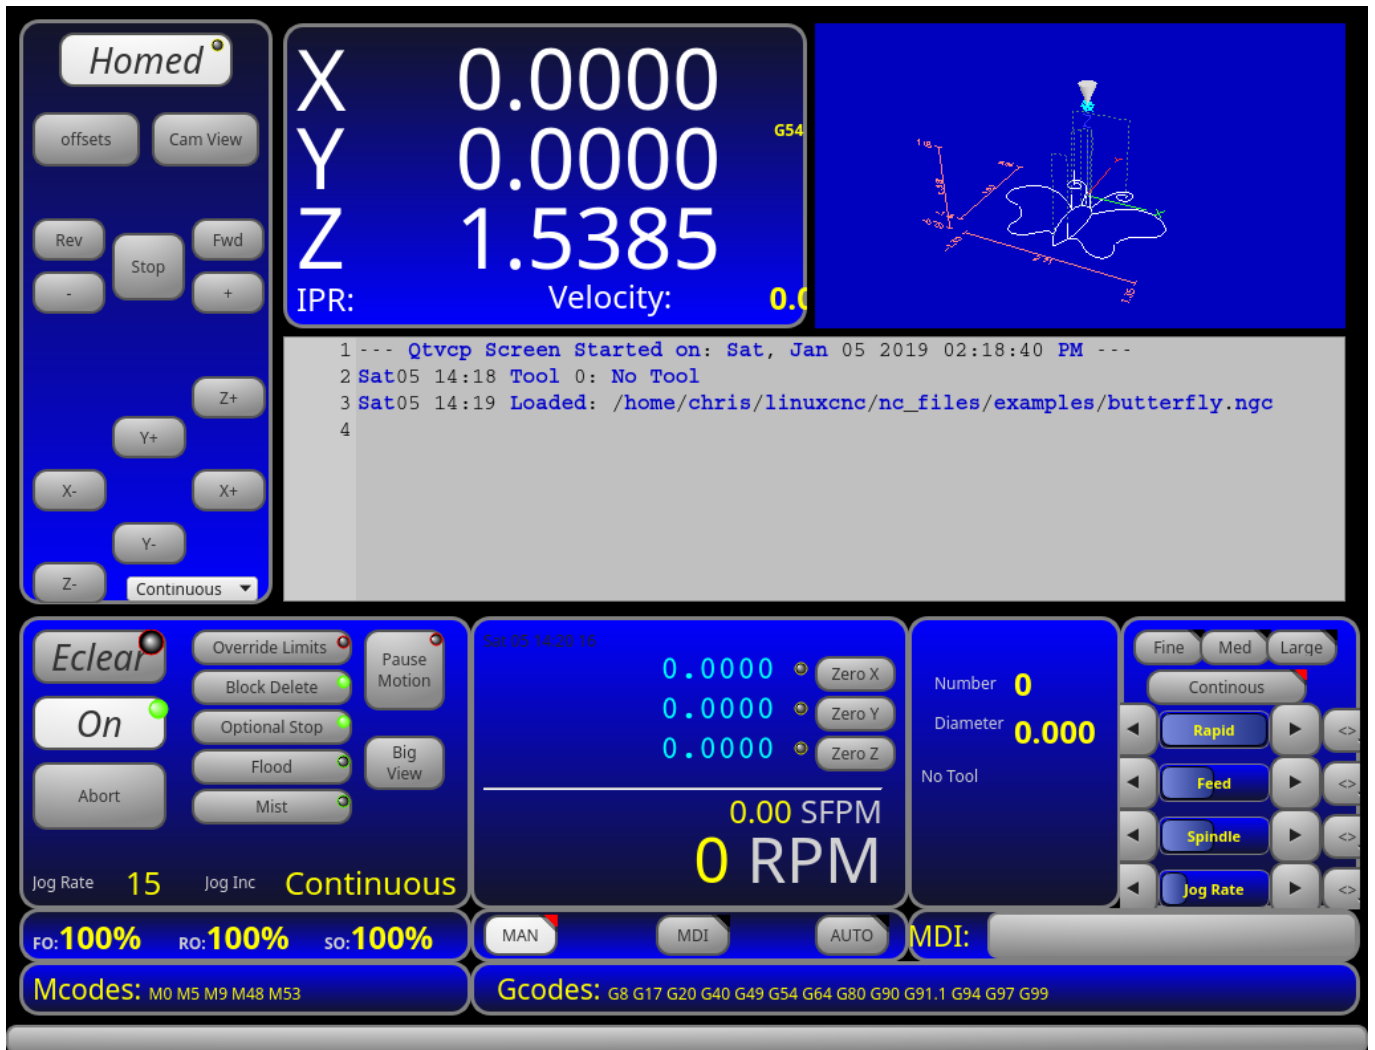 Homed
offsets
Cam View
Rev
Stop
Fwd
-
+
Z+
Y+
X-
X+
Y-
Z-
Continuous
X 0.0000
G54
Y 0.0000
Z 1.5385
IPR:
Velocity:
0.0
1 --- Qtvcp Screen Started on: Sat, Jan 05 2019 02:18:40 PM ---
2 Sat05 14:18 Tool 0: No Tool
3 Sat05 14:19 Loaded: /home/chris/linuxcnc/nc_files/examples/butterfly.ngc
4
Eclear
On
Abort
Override Limits
Block Delete
Optional Stop
Flood
Mist
Pause
Motion
Big
View
Jog Rate 15
Jog Inc Continuous
Sat 05 14:20:16
0.0000 Zero X
0.0000 Zero Y
0.0000 Zero Z
0.00 SFPM
0 RPM
Number 0
Diameter 0.000
No Tool
Fine
Med
Large
Continous
Rapid
<>
Feed
<>
Spindle
<>
Jog Rate
<>
FO:100%
RO:100%
SO:100%
MAN
MDI
AUTO
MDI:
Mcodes: M0 M5 M9 M48 M53
Gcodes: G8 G17 G20 G40 G49 G54 G64 G80 G90 G91.1 G94 G97 G99